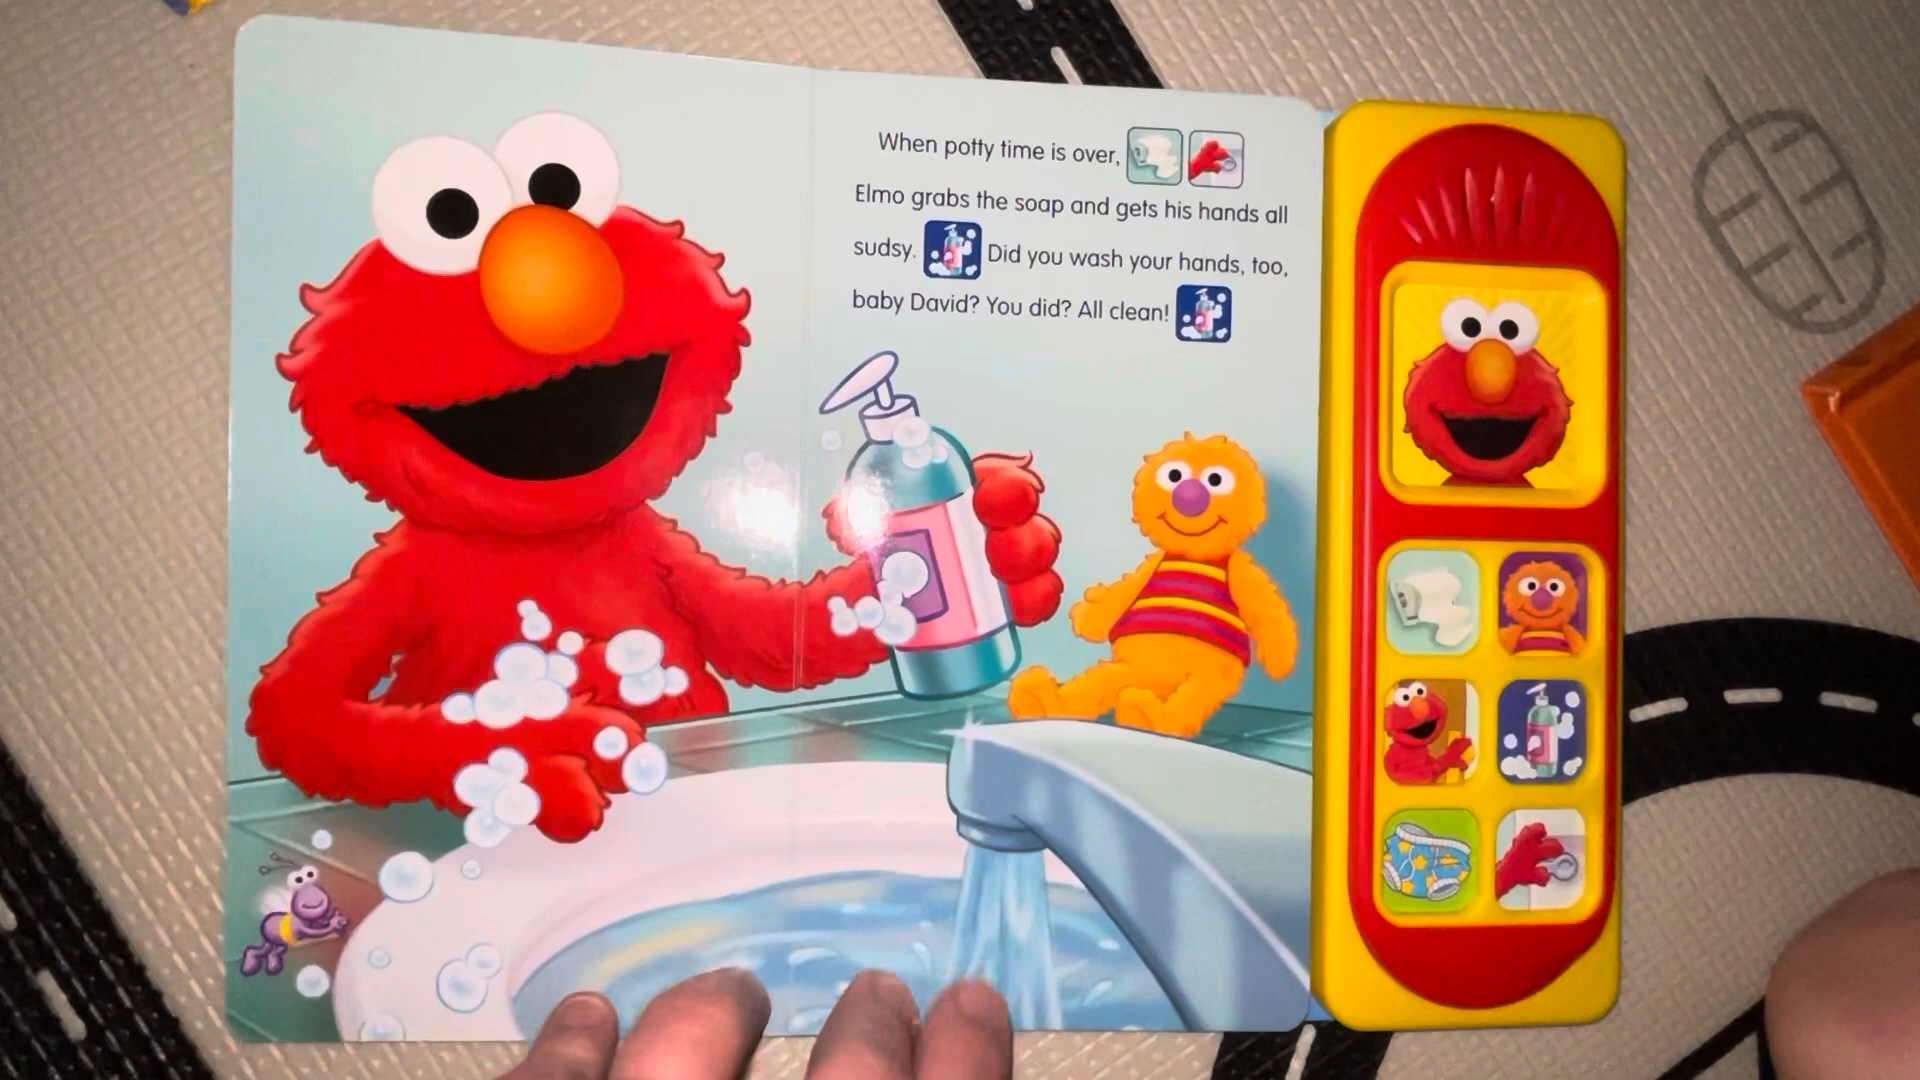 When potty time is over,
Elmo grabs the soap and gets his hands all
sudsy. Did you wash your hands, too,
baby David? You did? All clean!